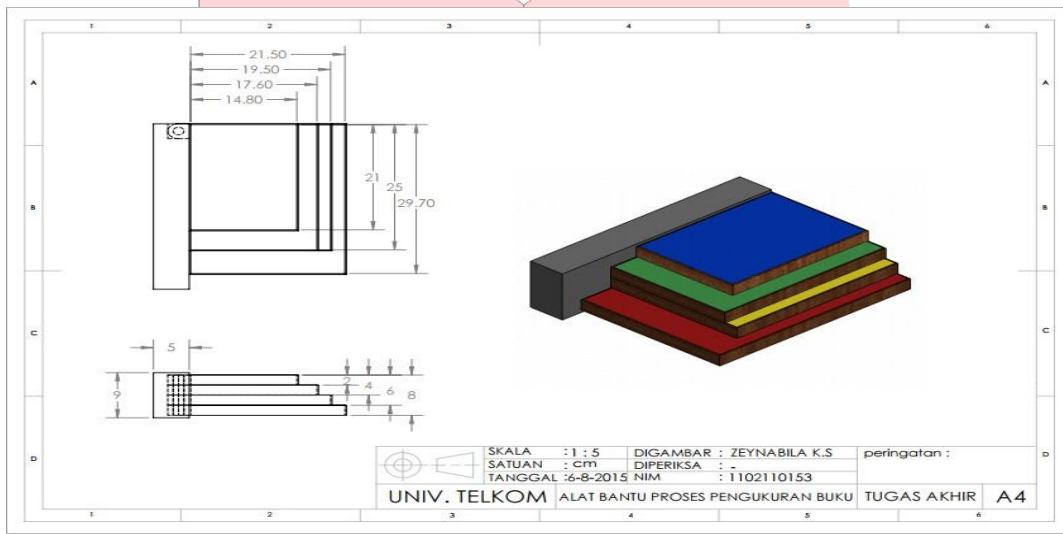 1 2 3 4 5 6
A A
B B
C C
D D
21.50
19.50
17.60
14.80
21
25
29.70
5
9
2 4 6 8
SKALA : 1 : 5 DIGAMBAR : ZEYNABILA K.S peringatan :
SATUAN : cm DIPERIKSA : -
TANGGAL :6-8-2015 NIM : 1102110153
UNIV. TELKOM ALAT BANTU PROSES PENGUKURAN BUKU TUGAS AKHIR A4
1 2 3 4 5 6